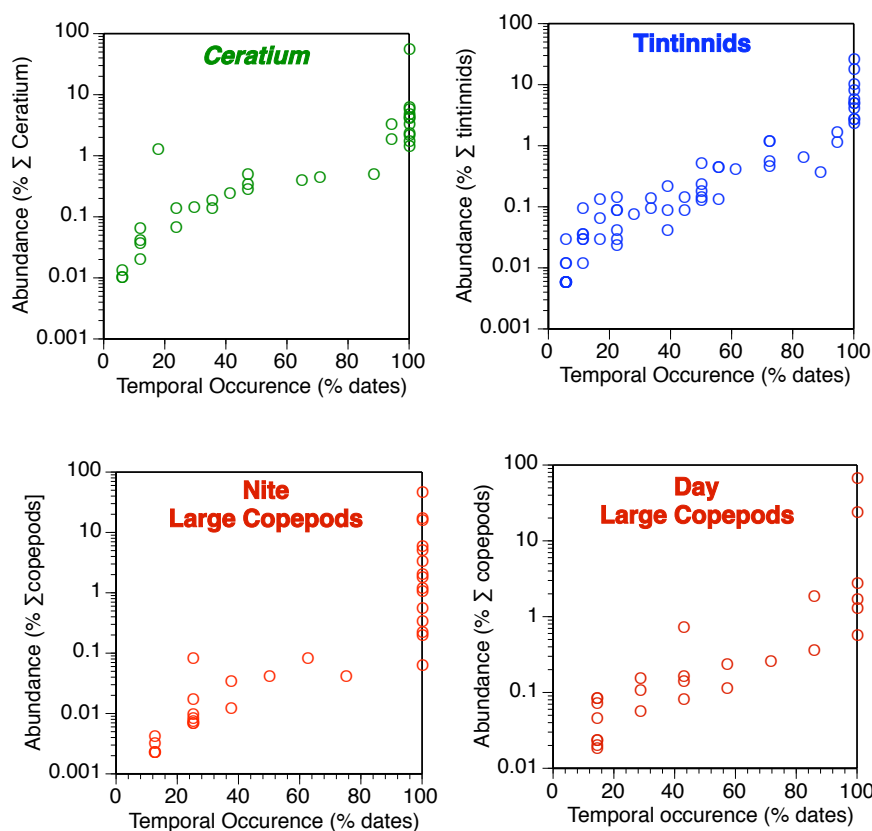 Ceratium
Abundance (% Σ Ceratium)
100
10
1
0.1
0.01
0.001
0 20 40 60 80 100
Temporal Occurence (% dates)
Tintinnids
Abundance (% Σ tintinnids)
100
10
1
0.1
0.01
0.001
0 20 40 60 80 100
Temporal Occurence (% dates)
Nite
Large Copepods
Abundance (% Σcopepods]
100
10
1
0.1
0.01
0.001
0 20 40 60 80 100
Temporal Occurence (% dates)
Day
Large Copepods
Abundance (% Σ copepods)
100
10
1
0.1
0.01
0 20 40 60 80 100
Temporal occurence (% dates)